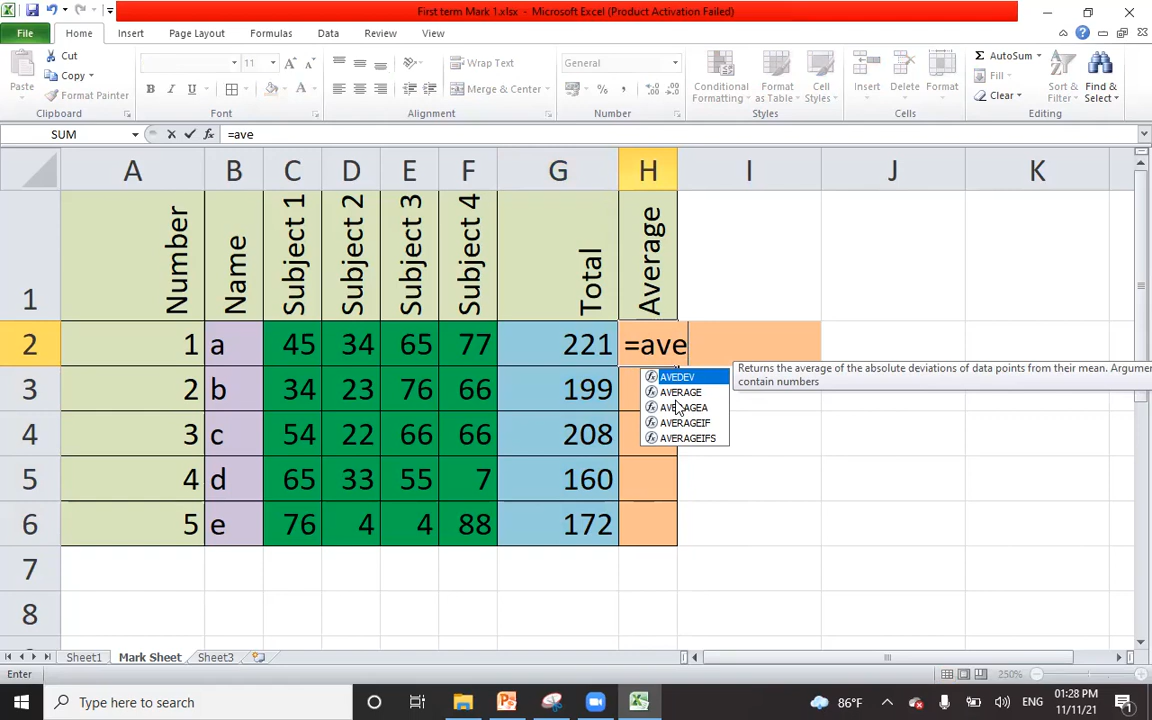 First term Mark 1.xlsx - Microsoft Excel (Product Activation Failed)
File Home Insert Page Layout Formulas Data Review View
Paste
Cut
Copy
Format Painter
Clipboard
11
B I U A
Font
Wrap Text
Merge & Center
Alignment
General
% ,
Number
Conditional Formatting
Format as Table
Cell Styles
Styles
Insert Delete Format
Cells
AutoSum
Fill
Clear
Sort & Filter
Find & Select
Editing
SUM fx =ave
A B C D E F G H I J K
1 Number Name Subject 1 Subject 2 Subject 3 Subject 4 Total Average
2 1 a 45 34 65 77 221 =ave
3 2 b 34 23 76 66 199
4 3 c 54 22 66 66 208
5 4 d 65 33 55 7 160
6 5 e 76 4 4 88 172
7
8
AVEDEV
AVERAGE
AVERAGEA
AVERAGEIF
AVERAGEIFS
Returns the average of the absolute deviations of data points from their mean. Argume
contain numbers
Sheet1 Mark Sheet Sheet3
Enter 250%
Type here to search
86°F ENG
01:28 PM
11/11/21
1